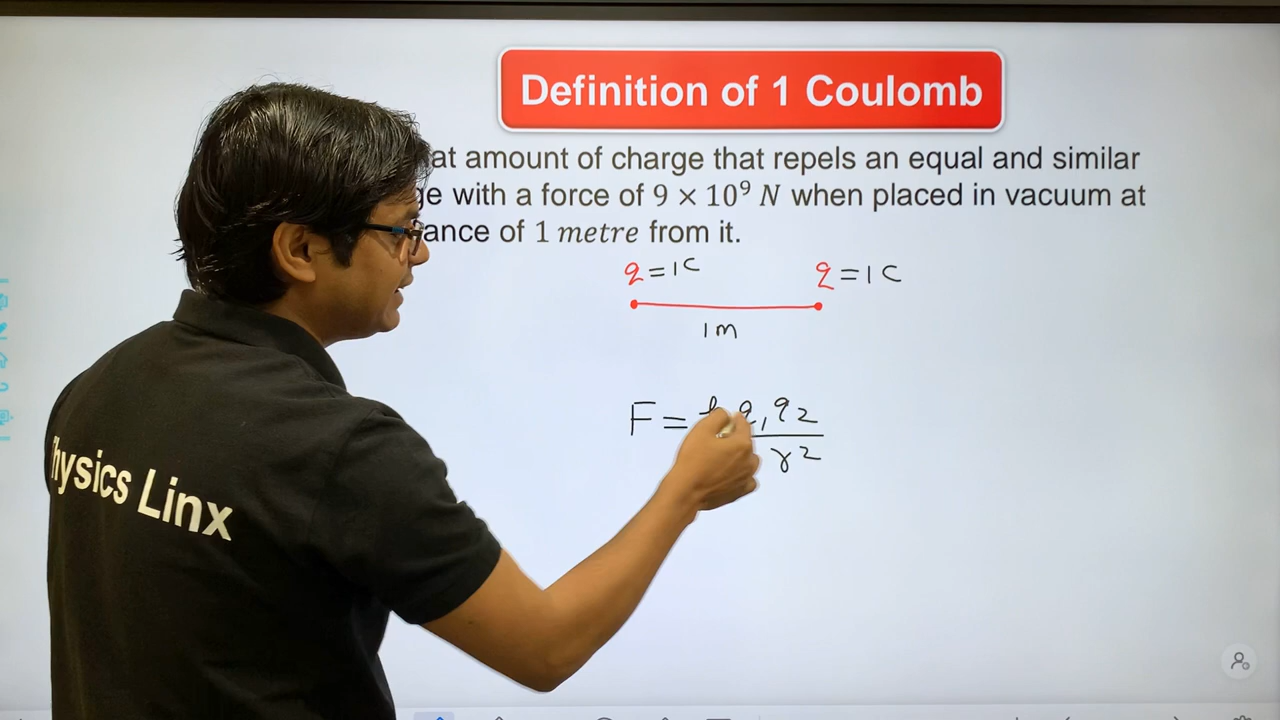 Definition of 1 Coulomb
at amount of charge that repels an equal and similar
ge with a force of 9 × 10⁹ N when placed in vacuum at
ance of 1 metre from it.
q = 1C q = 1C
1m
F = k q₁ q₂
r²
hysics Linx